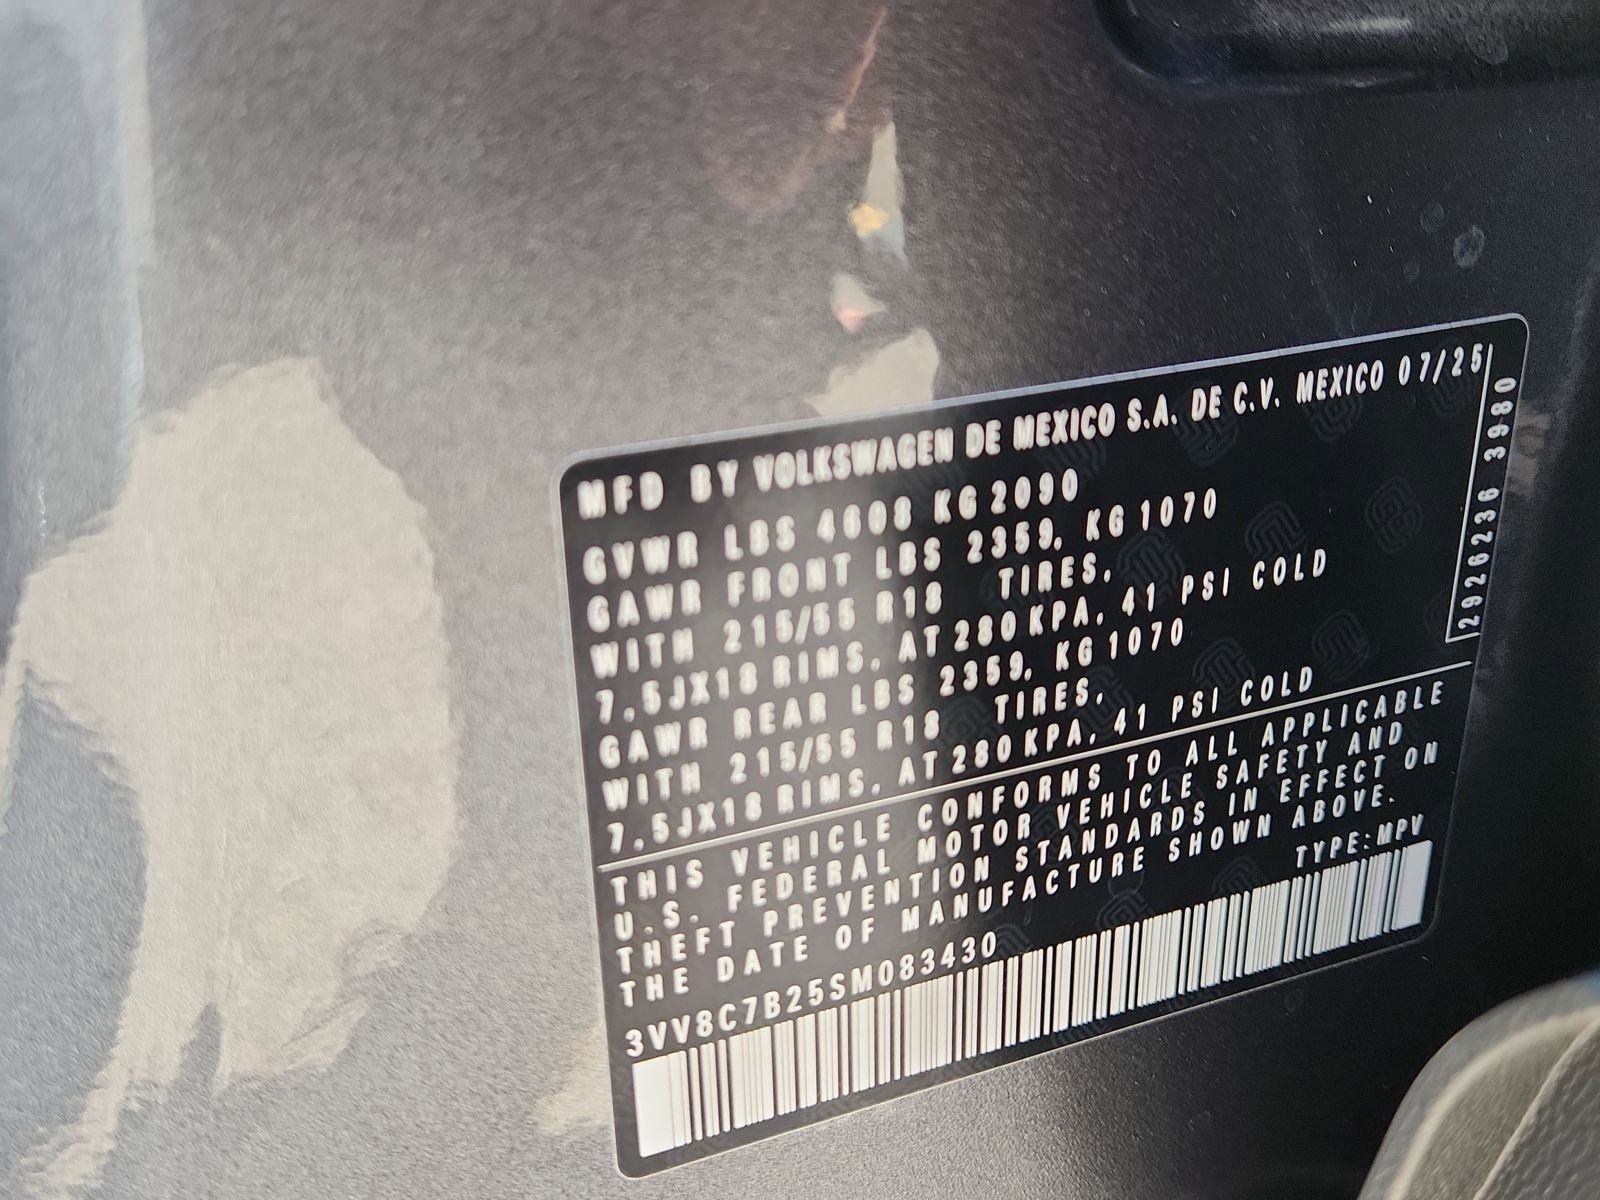 MFD BY VOLKSWAGEN DE MEXICO S.A. DE C.V. MEXICO 07/25
GVWR LBS 4608 KG 2090
GAWR FRONT LBS 2359, KG 1070
WITH 215/55 R18 TIRES,
7,5JX18 RIMS, AT 280 KPA, 41 PSI COLD
GAWR REAR LBS 2359, KG 1070
WITH 215/55 R18 TIRES,
7,5JX18 RIMS, AT 280 KPA, 41 PSI COLD
2926236 3980
THIS VEHICLE CONFORMS TO ALL APPLICABLE
U.S. FEDERAL MOTOR VEHICLE SAFETY AND
THEFT PREVENTION STANDARDS IN EFFECT ON
THE DATE OF MANUFACTURE SHOWN ABOVE.
3VV8C7B25SM083430 TYPE:MPV